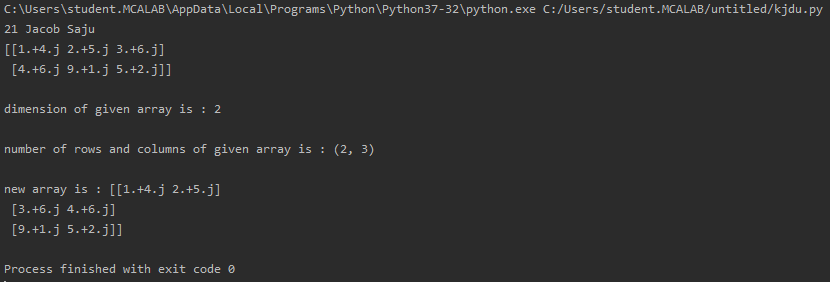 C:\Users\student.MCALAB\AppData\Local\Programs\Python\Python37-32\python.exe C:/Users/student.MCALAB/untitled/kjdu.py
21 Jacob Saju
[[1.+4.j 2.+5.j 3.+6.j]
 [4.+6.j 9.+1.j 5.+2.j]]
dimension of given array is : 2
number of rows and columns of given array is : (2, 3)
new array is : [[1.+4.j 2.+5.j]
 [3.+6.j 4.+6.j]
 [9.+1.j 5.+2.j]]
Process finished with exit code 0